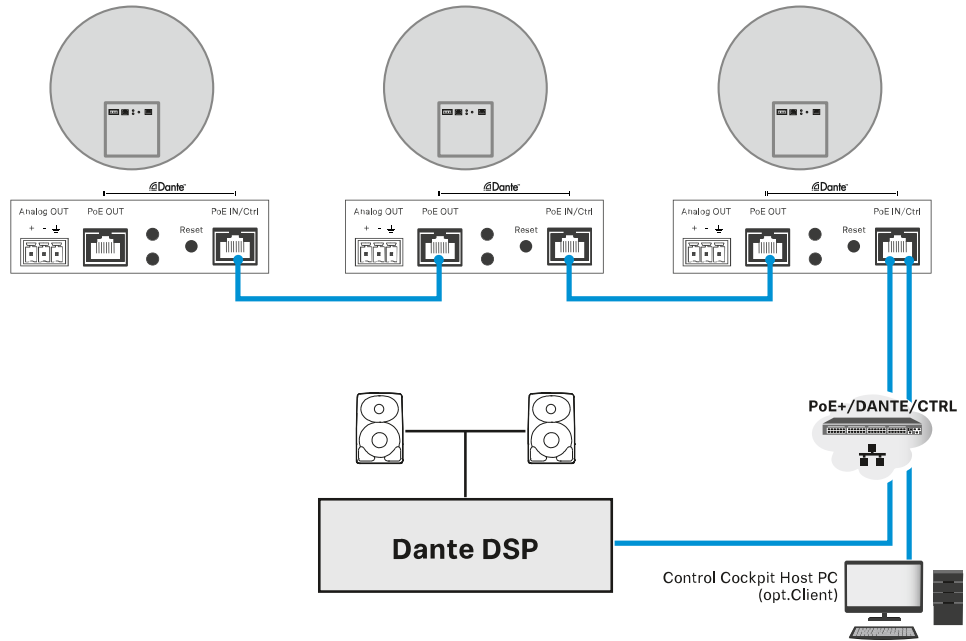 Dante
Analog OUT PoE OUT PoE IN/Ctrl
+ - Reset
Dante
Analog OUT PoE OUT PoE IN/Ctrl
+ - Reset
Dante
Analog OUT PoE OUT PoE IN/Ctrl
+ - Reset
PoE+/DANTE/CTRL
Dante DSP
Control Cockpit Host PC
(opt.Client)